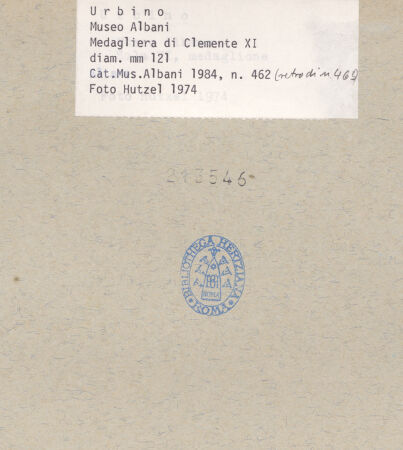 U r b i n o
Museo Albani
Medagliera di Clemente XI
diam. mm 121
Cat.Mus.Albani 1984, n. 462 (retro di n 461)
Foto Hutzel 1974
213546
BIBLIOTHECA HERTZIANA
ROMA